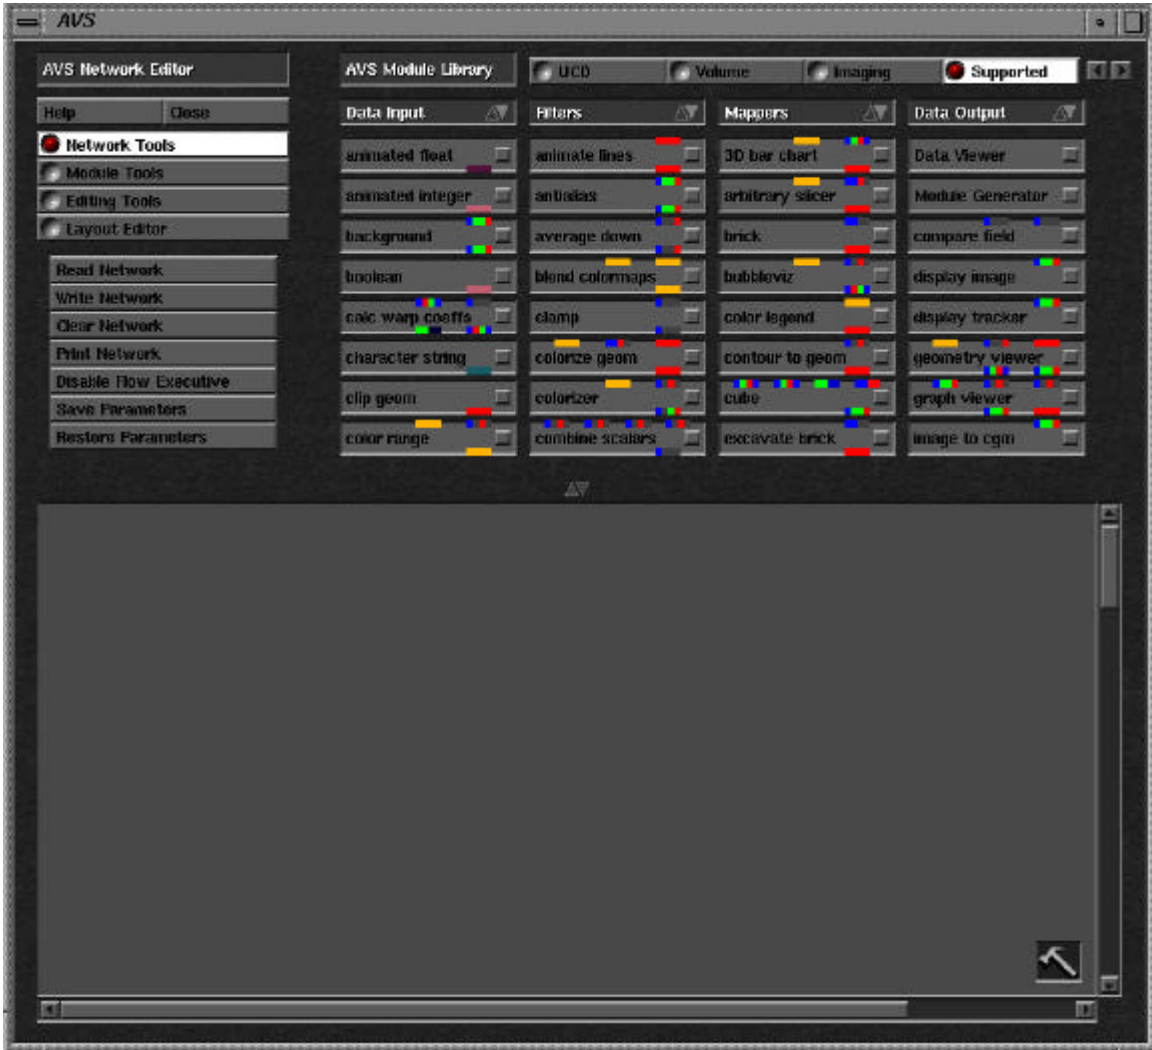 AVS
AVS Network Editor
AVS Module Library
UCD
Volume
Imaging
Supported
Help
Close
Network Tools
Module Tools
Editing Tools
Layout Editor
Read Network
Write Network
Clear Network
Print Network
Disable Flow Executive
Save Parameters
Restore Parameters
Data Input
animated float
animated integer
background
boolean
calc warp coeffs
character string
clip geom
color range
Filters
animate lines
antialias
average down
blend colormaps
clamp
colorize geom
colorizer
combine scalars
Mappers
3D bar chart
arbitrary slicer
brick
bubbleviz
color legend
contour to geom
cube
excavate brick
Data Output
Data Viewer
Module Generator
compare field
display image
display tracker
geometry viewer
graph viewer
image to cgm